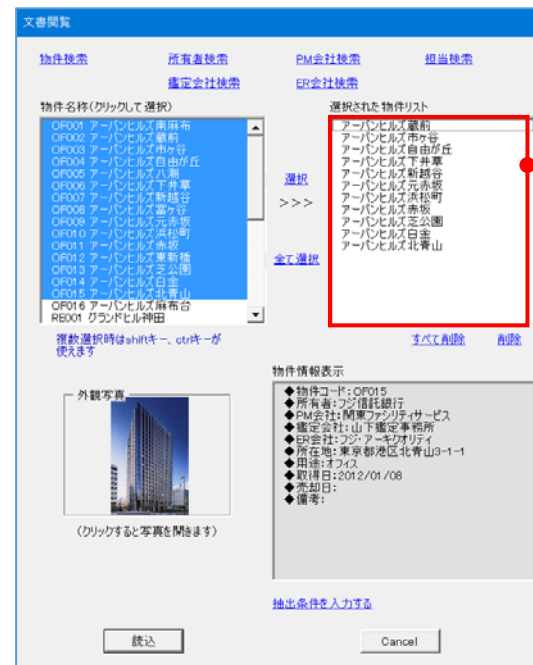 文書閲覧
物件検索 所有者検索 PM会社検索 担当検索
鑑定会社検索 ER会社検索
物件名称(クリックして選択)
OF001 アーバンヒルズ南麻布
OF002 アーバンヒルズ蔵前
OF003 アーバンヒルズ市ヶ谷
OF004 アーバンヒルズ自由が丘
OF005 アーバンヒルズ八潮
OF006 アーバンヒルズ下井草
OF007 アーバンヒルズ新越谷
OF008 アーバンヒルズ富ヶ谷
OF009 アーバンヒルズ元赤坂
OF010 アーバンヒルズ浜松町
OF011 アーバンヒルズ赤坂
OF012 アーバンヒルズ東新橋
OF013 アーバンヒルズ芝公園
OF014 アーバンヒルズ白金
OF015 アーバンヒルズ北青山
OF016 アーバンヒルズ麻布台
RE001 グランドヒル神田
複数選択時はshiftキー、ctrキーが
使えます
選択
>>>
全て選択
選択された物件リスト
アーバンヒルズ蔵前
アーバンヒルズ市ヶ谷
アーバンヒルズ自由が丘
アーバンヒルズ下井草
アーバンヒルズ新越谷
アーバンヒルズ元赤坂
アーバンヒルズ浜松町
アーバンヒルズ赤坂
アーバンヒルズ芝公園
アーバンヒルズ白金
アーバンヒルズ北青山
すべて削除 削除
外観写真
(クリックすると写真を開きます)
物件情報表示
◆物件コード:OF015
◆所有者:フジ信託銀行
◆PM会社:関東ファシリティサービス
◆鑑定会社:山下鑑定事務所
◆ER会社:フジ・アーキクオリティ
◆所在地:東京都港区北青山3-1-1
◆用途:オフィス
◆取得日:2012/01/08
◆売却日:
◆備考:
抽出条件を入力する
読込 Cancel